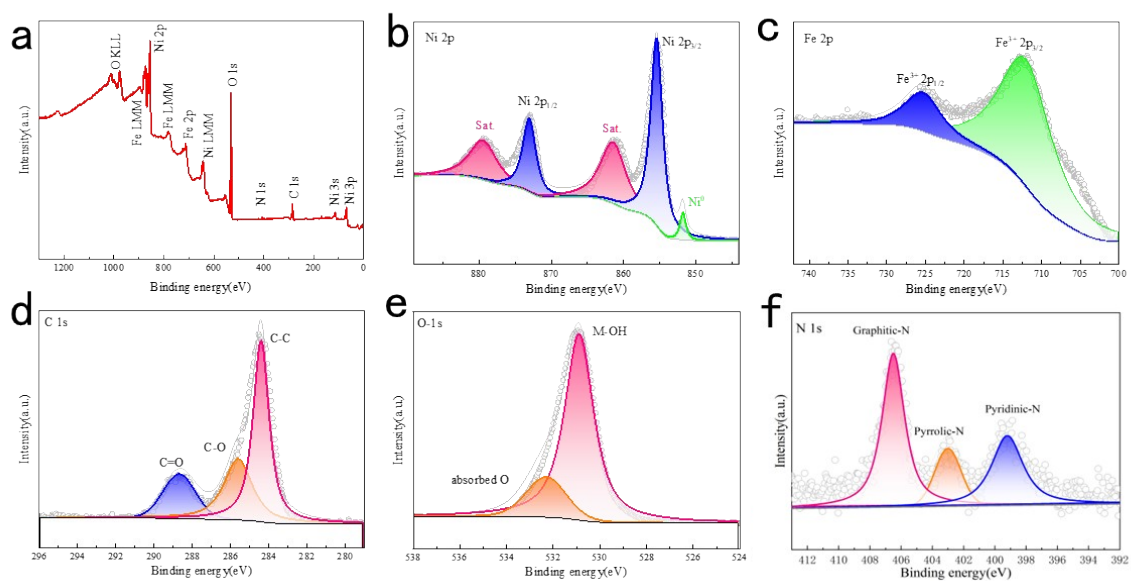 a
O KLL
Ni 2p
Fe LMM
Fe LMM
Fe 2p
Ni LMM
O 1s
N 1s
C 1s
Ni 3s
Ni 3p
Intensity(a.u.)
1200 1000 800 600 400 200 0
Binding energy(eV)
b
Ni 2p
Ni 2p3/2
Ni 2p1/2
Sat.
Sat.
Ni0
Intensity(a.u.)
880 870 860 850
Binding energy(eV)
c
Fe 2p
Fe3+ 2p3/2
Fe3+ 2p1/2
Intensity(a.u.)
740 735 730 725 720 715 710 705 700
Binding energy(eV)
d
C 1s
C-C
C-O
C=O
Intensity(a.u.)
296 294 292 290 288 286 284 282 280
Binding energy(eV)
e
O-1s
M-OH
absorbed O
Intensity(a.u.)
538 536 534 532 530 528 526 524
Binding energy(eV)
f
N 1s
Graphitic-N
Pyrrolic-N
Pyridinic-N
Intensity(a.u.)
412 410 408 406 404 402 400 398 396 394 392
Binding energy(eV)